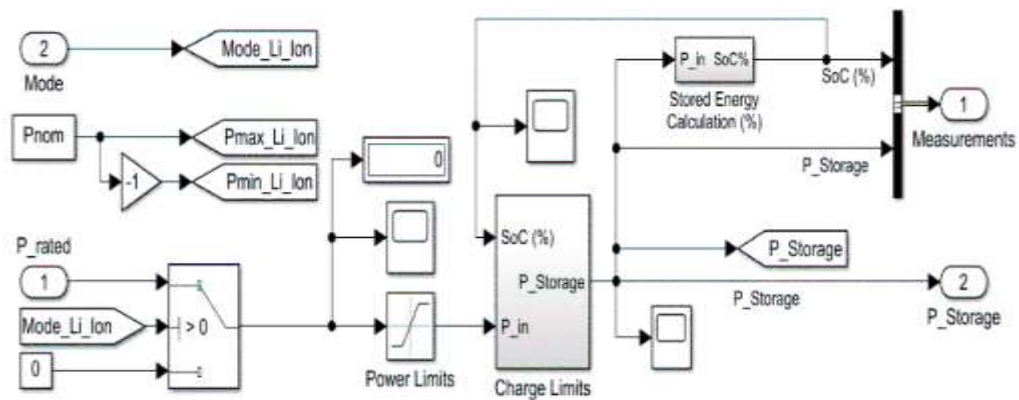 2
Mode
Mode_Li_Ion
Pnom
Pmax_Li_Ion
-1
Pmin_Li_Ion
P_rated
1
Mode_Li_Ion
> 0
0
0
Power Limits
SoC (%)
P_Storage
P_in
Charge Limits
P_in SoC%
Stored Energy
Calculation (%)
SoC (%)
1
Measurements
P_Storage
P_Storage
P_Storage
2
P_Storage